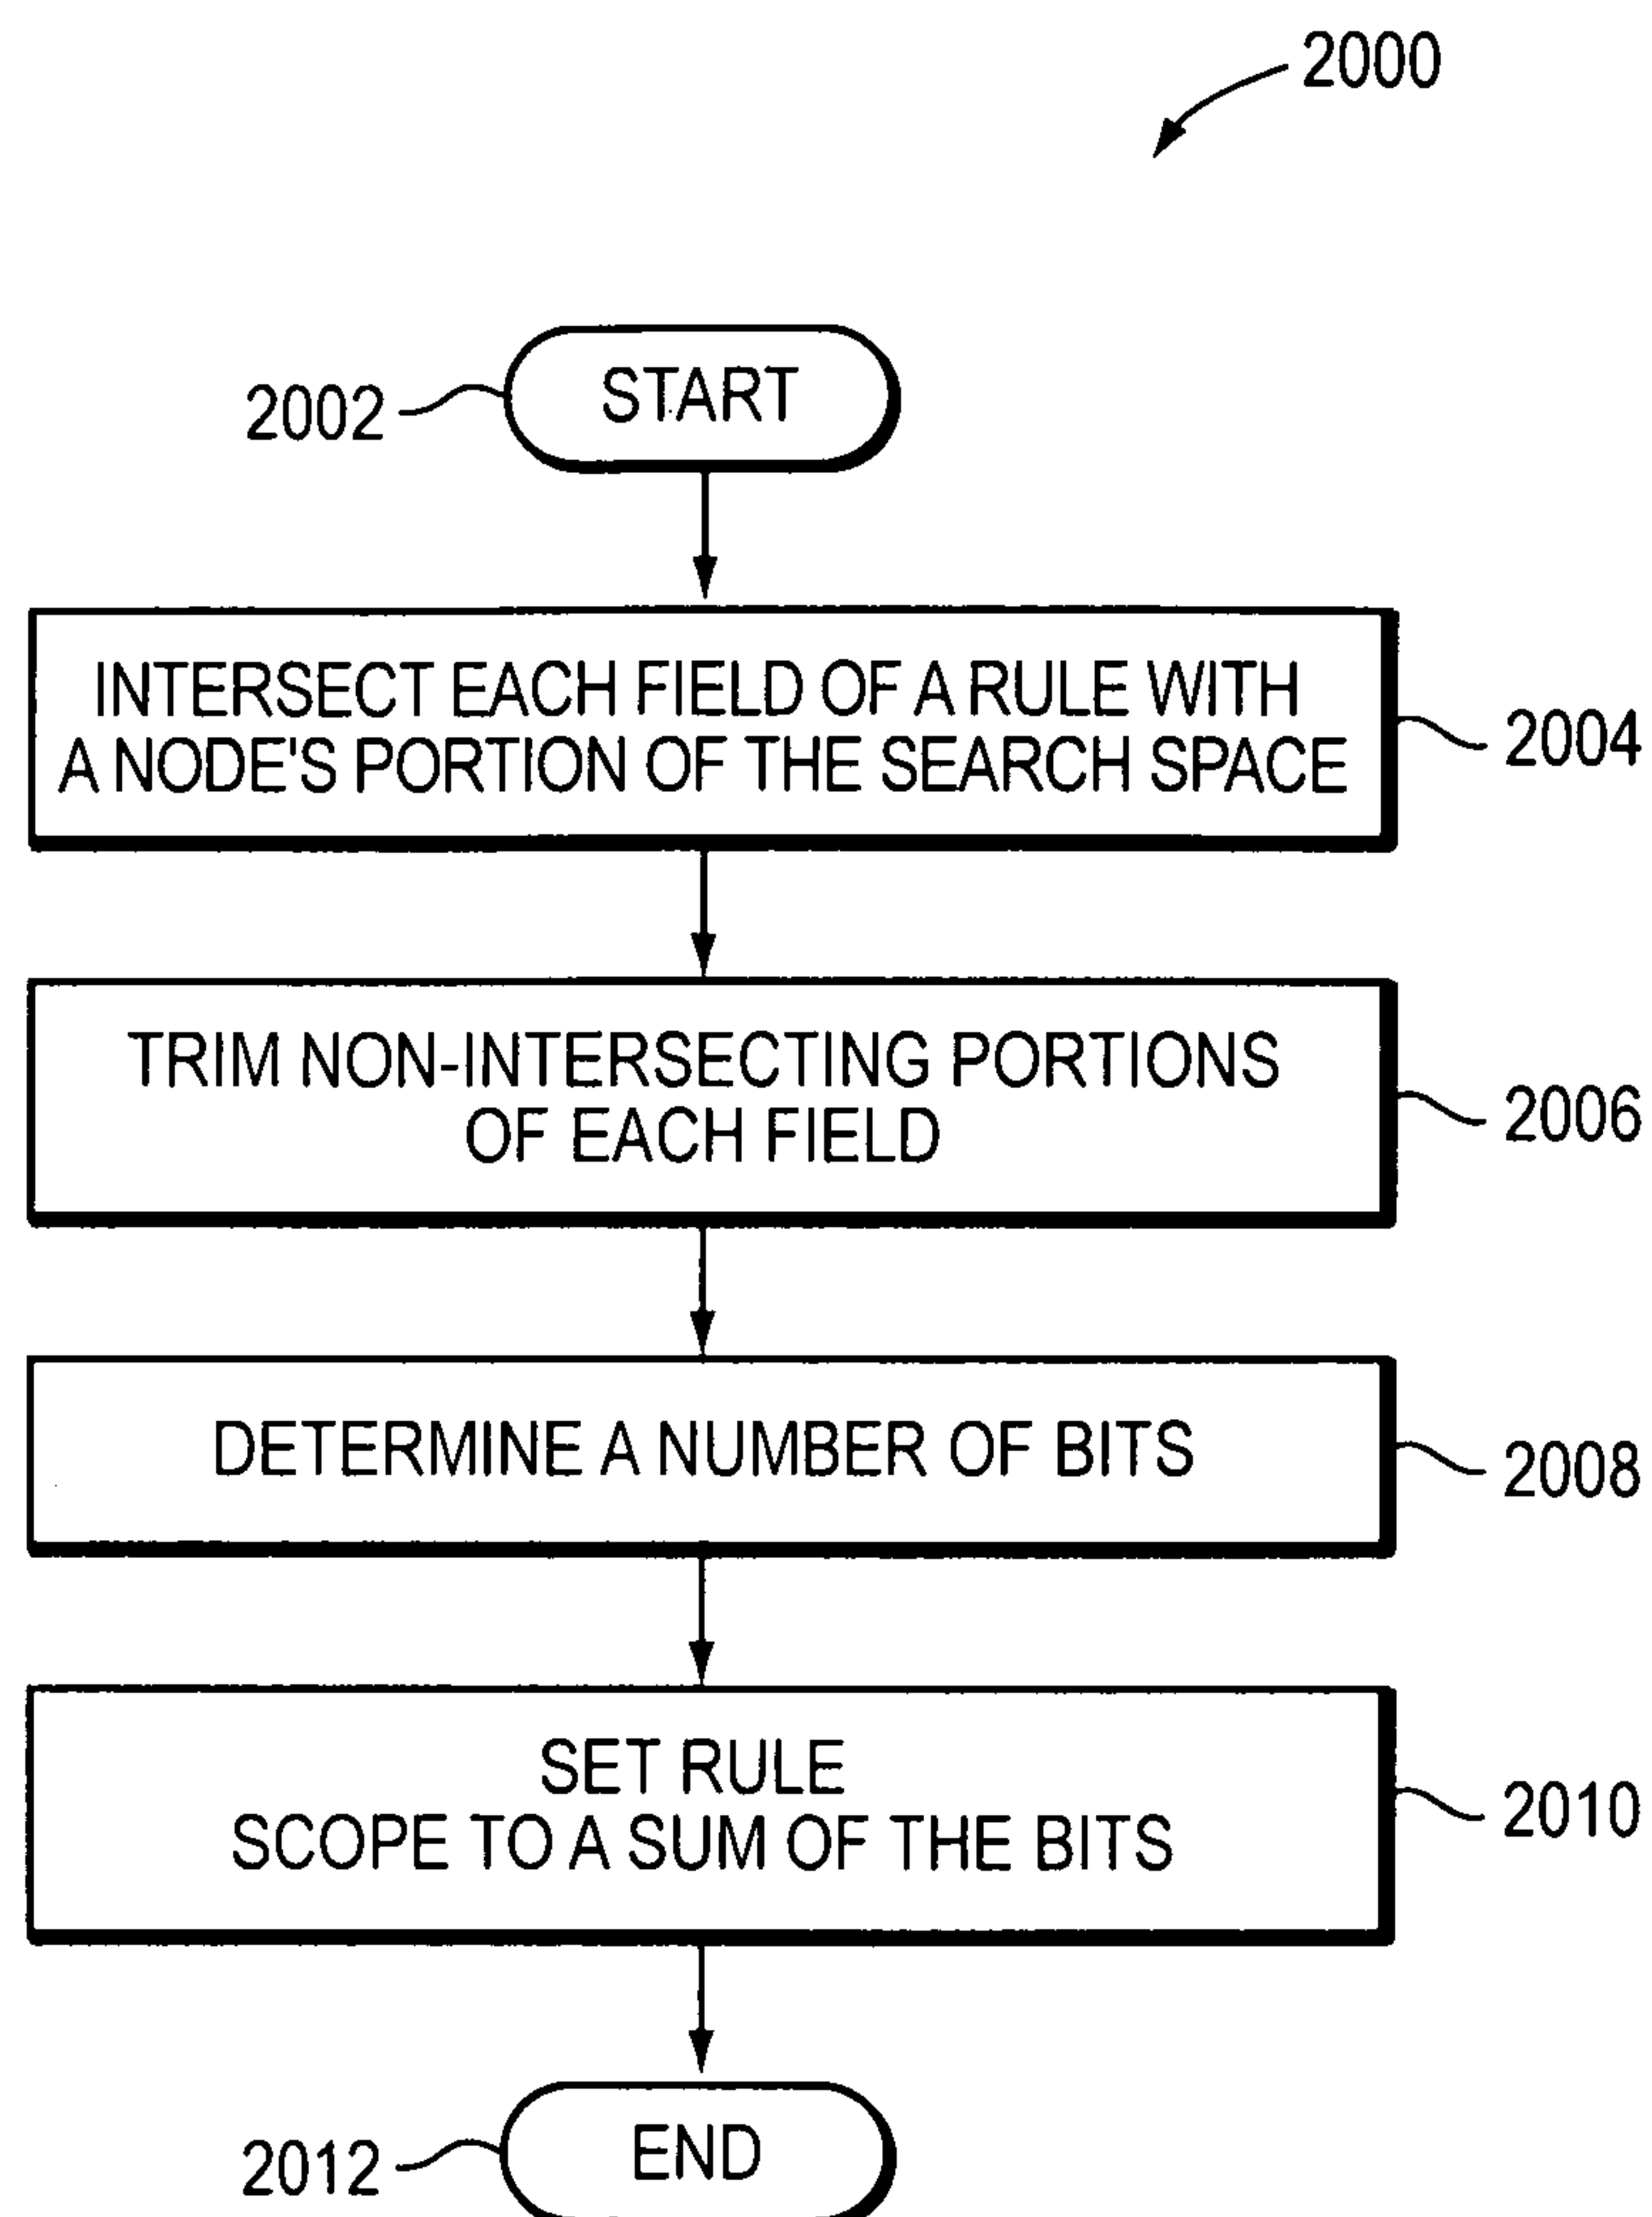 2000
START
2002
INTERSECT EACH FIELD OF A RULE WITH
A NODE'S PORTION OF THE SEARCH SPACE
2004
TRIM NON-INTERSECTING PORTIONS
OF EACH FIELD
2006
DETERMINE A NUMBER OF BITS
2008
SET RULE
SCOPE TO A SUM OF THE BITS
2010
END
2012